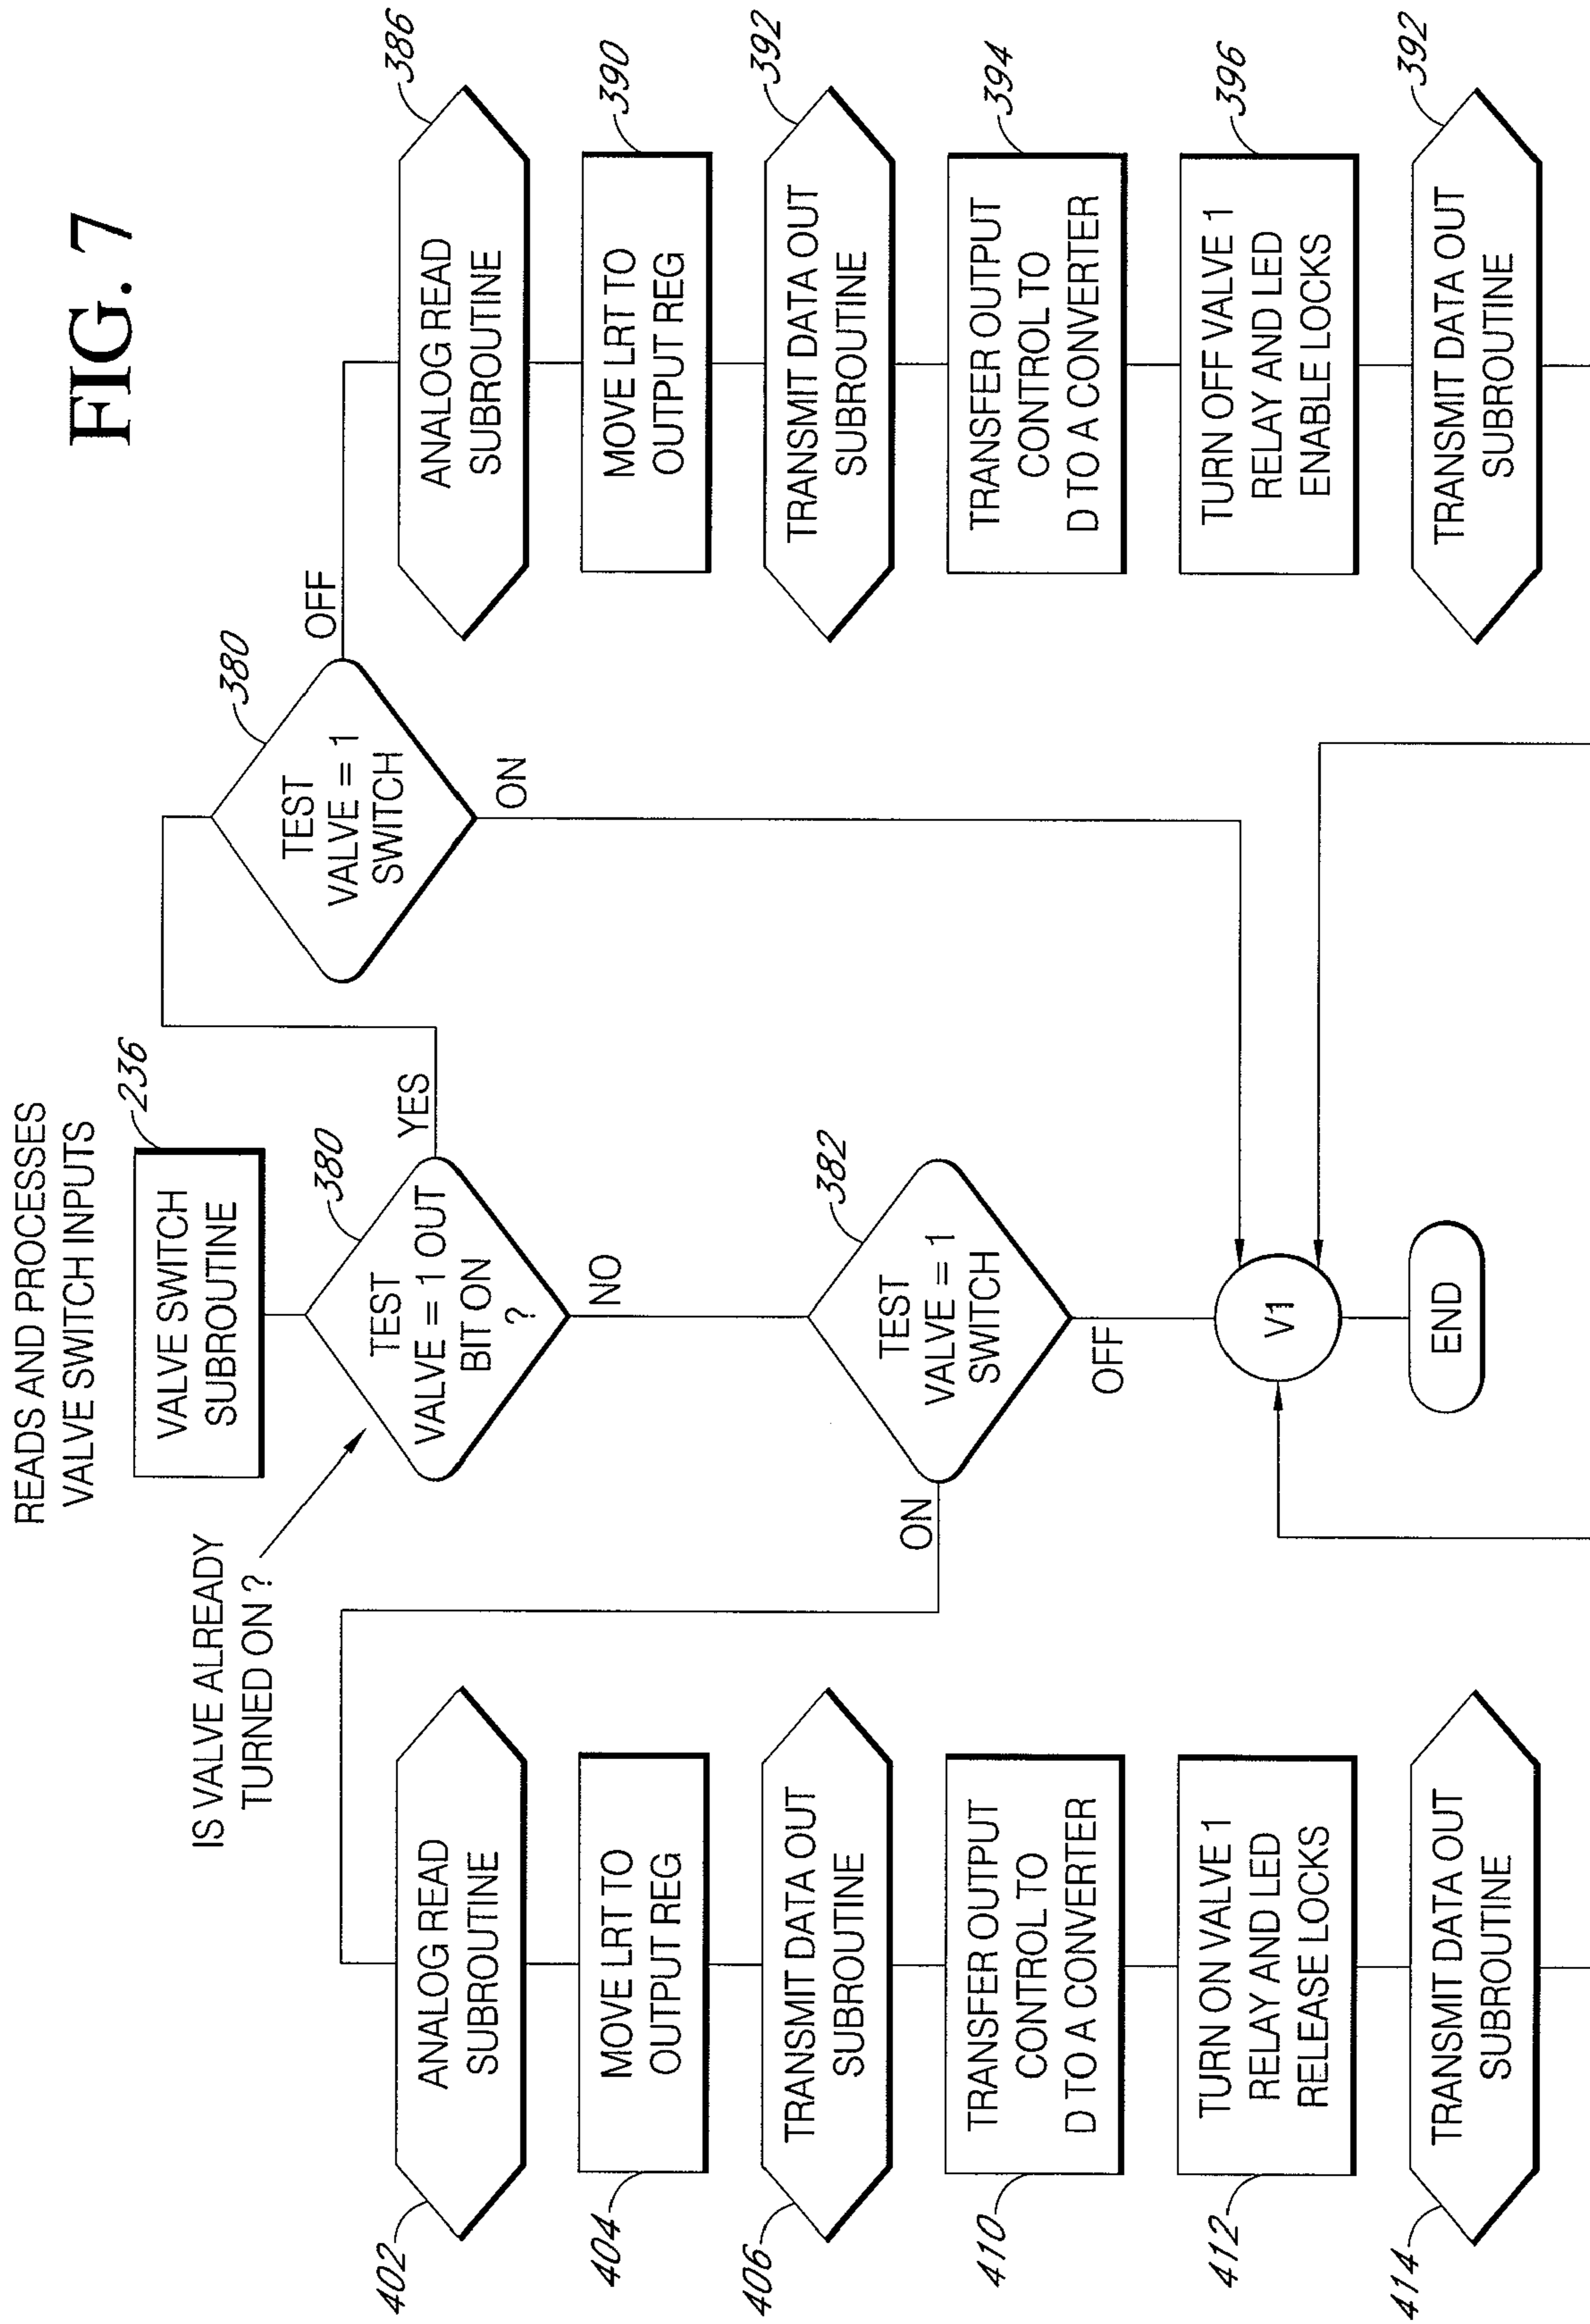 FIG. 7
READS AND PROCESSES
VALVE SWITCH INPUTS
236
VALVE SWITCH
SUBROUTINE
IS VALVE ALREADY
TURNED ON ?
380
TEST
VALVE = 1 OUT
BIT ON
?
YES
NO
380
TEST
VALVE = 1
SWITCH
OFF
ON
382
TEST
VALVE = 1
SWITCH
ON
OFF
V1
END
402
ANALOG READ
SUBROUTINE
404
MOVE LRT TO
OUTPUT REG
406
TRANSMIT DATA OUT
SUBROUTINE
410
TRANSFER OUTPUT
CONTROL TO
D TO A CONVERTER
412
TURN ON VALVE 1
RELAY AND LED
RELEASE LOCKS
414
TRANSMIT DATA OUT
SUBROUTINE
386
ANALOG READ
SUBROUTINE
390
MOVE LRT TO
OUTPUT REG
392
TRANSMIT DATA OUT
SUBROUTINE
394
TRANSFER OUTPUT
CONTROL TO
D TO A CONVERTER
396
TURN OFF VALVE 1
RELAY AND LED
ENABLE LOCKS
392
TRANSMIT DATA OUT
SUBROUTINE